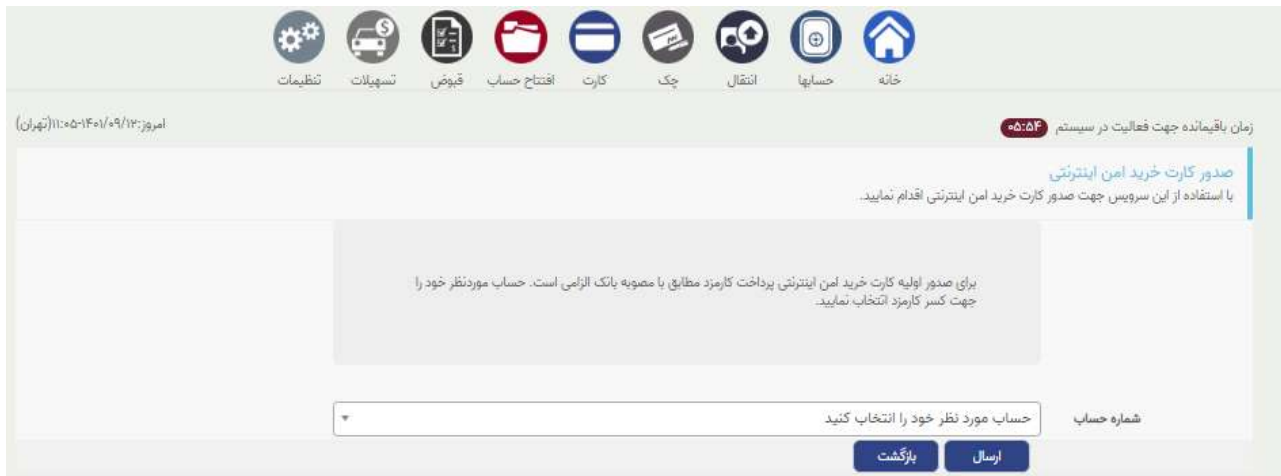 خانه حسابها انتقال چک کارت افتتاح حساب قبوض تسهیلات تنظیمات
زمان باقیمانده جهت فعالیت در سیستم ۰۵:۵۴ امروز:۱۴۰۱/۰۹/۱۲-۱۱:۰۵(تهران)
صدور کارت خرید امن اینترنتی
با استفاده از این سرویس جهت صدور کارت خرید امن اینترنتی اقدام نمایید.
برای صدور اولیه کارت خرید امن اینترنتی پرداخت کارمزد مطابق با مصوبه بانک الزامی است. حساب موردنظر خود را
جهت کسر کارمزد انتخاب نمایید.
شماره حساب حساب مورد نظر خود را انتخاب کنید
ارسال بازگشت